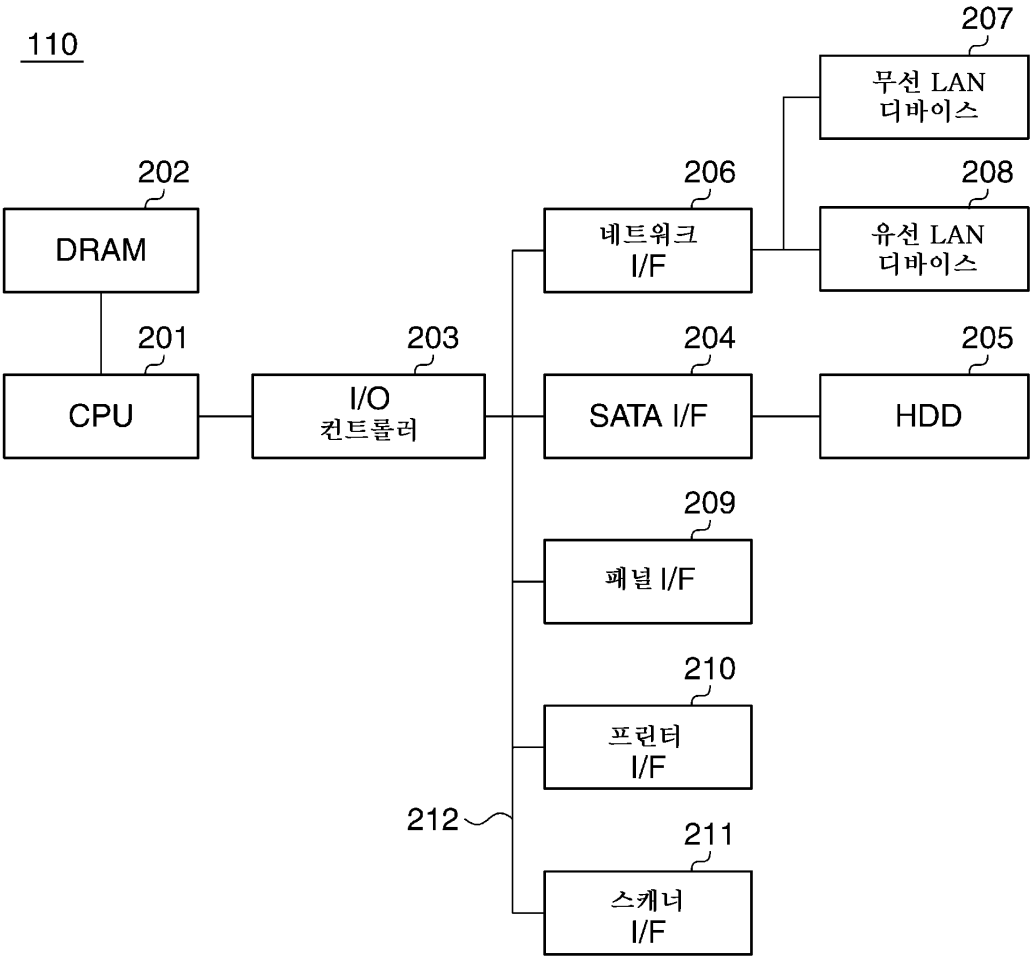 110
207
무선 LAN
디바이스
202
DRAM
206
네트워크
I/F
208
유선 LAN
디바이스
201
CPU
203
I/O
컨트롤러
204
SATA I/F
205
HDD
209
패널 I/F
210
프린터
I/F
212
211
스캐너
I/F